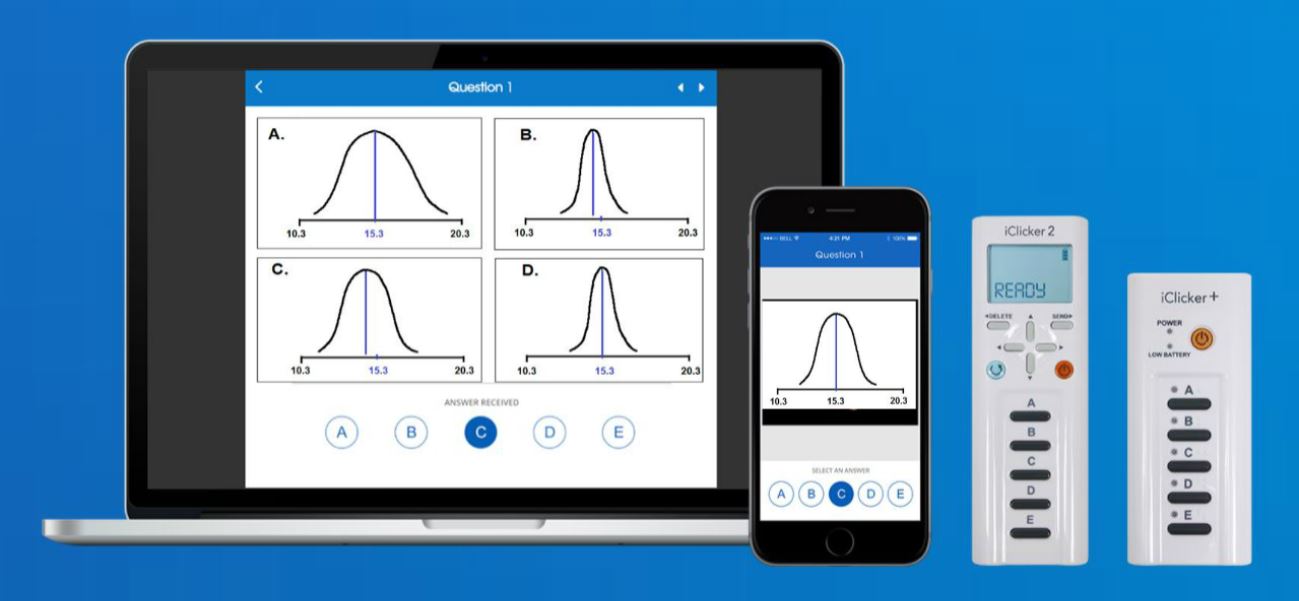 Question 1
A.
10.3 15.3 20.3
B.
10.3 15.3 20.3
C.
10.3 15.3 20.3
D.
10.3 15.3 20.3
ANSWER RECEIVED
A B C D E
BELL 4:21 PM 100%
Question 1
10.3 15.3 20.3
SELECT AN ANSWER
A B C D E
iClicker 2
READY
DELETE SEND
A
B
C
D
E
iClicker+
POWER
LOW BATTERY
A
B
C
D
E